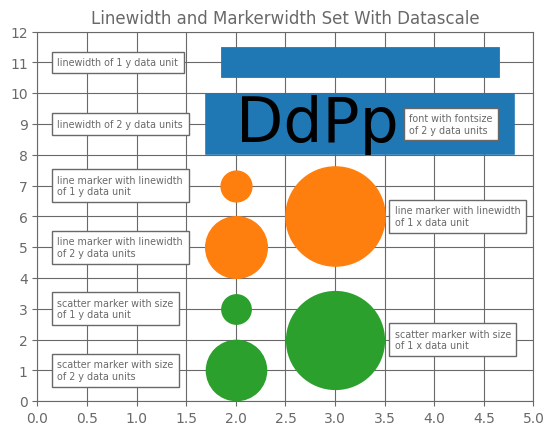 Linewidth and Markerwidth Set With Datascale
12
11
10
9
8
7
6
5
4
3
2
1
0
linewidth of 1 y data unit
linewidth of 2 y data units
DdPp
font with fontsize
of 2 y data units
line marker with linewidth
of 1 y data unit
line marker with linewidth
of 1 x data unit
line marker with linewidth
of 2 y data units
scatter marker with size
of 1 y data unit
scatter marker with size
of 1 x data unit
scatter marker with size
of 2 y data units
0.0 0.5 1.0 1.5 2.0 2.5 3.0 3.5 4.0 4.5 5.0